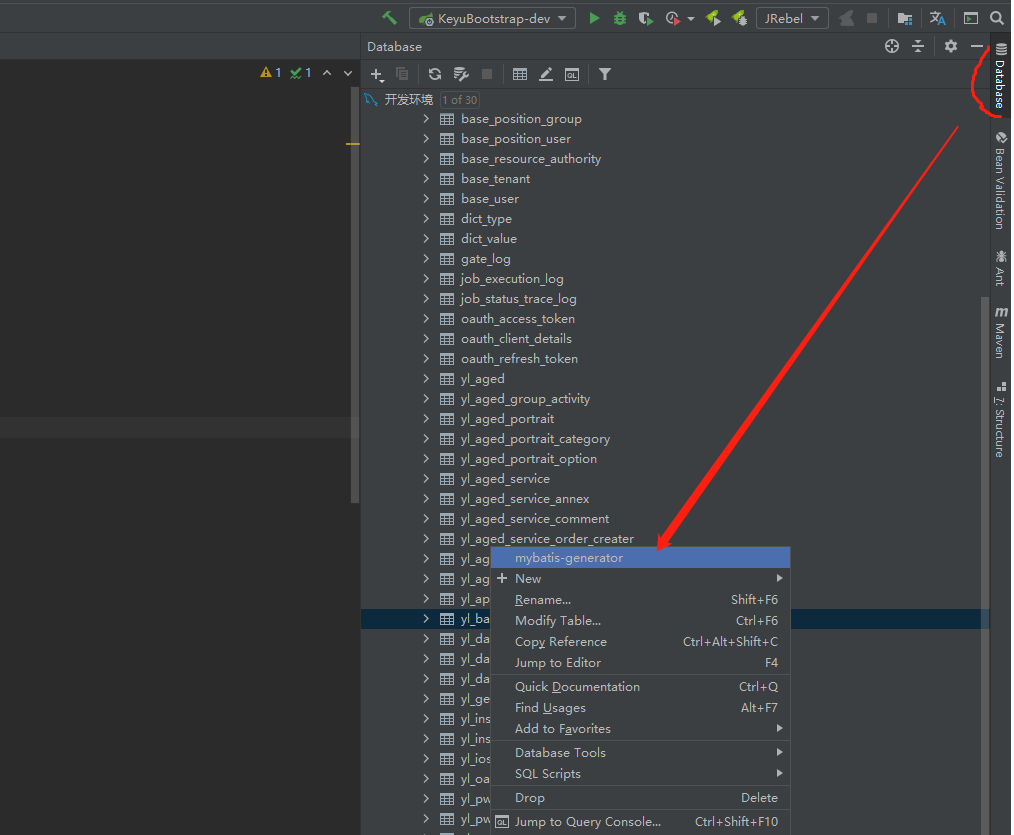 KeyuBootstrap-dev
JRebel
Database
1
1
开发环境 1 of 30
base_position_group
base_position_user
base_resource_authority
base_tenant
base_user
dict_type
dict_value
gate_log
job_execution_log
job_status_trace_log
oauth_access_token
oauth_client_details
oauth_refresh_token
yl_aged
yl_aged_group_activity
yl_aged_portrait
yl_aged_portrait_category
yl_aged_portrait_option
yl_aged_service
yl_aged_service_annex
yl_aged_service_comment
yl_aged_service_order_creater
yl_ag
yl_ag
yl_ap
yl_ba
yl_da
yl_da
yl_da
yl_ge
yl_ins
yl_ins
yl_ios
yl_oa
yl_pw
yl_pw
mybatis-generator
New
Rename... Shift+F6
Modify Table... Ctrl+F6
Copy Reference Ctrl+Alt+Shift+C
Jump to Editor F4
Quick Documentation Ctrl+Q
Find Usages Alt+F7
Add to Favorites
Database Tools
SQL Scripts
Drop Delete
QL Jump to Query Console... Ctrl+Shift+F10
Database
Bean Validation
Ant
m Maven
7: Structure
QL